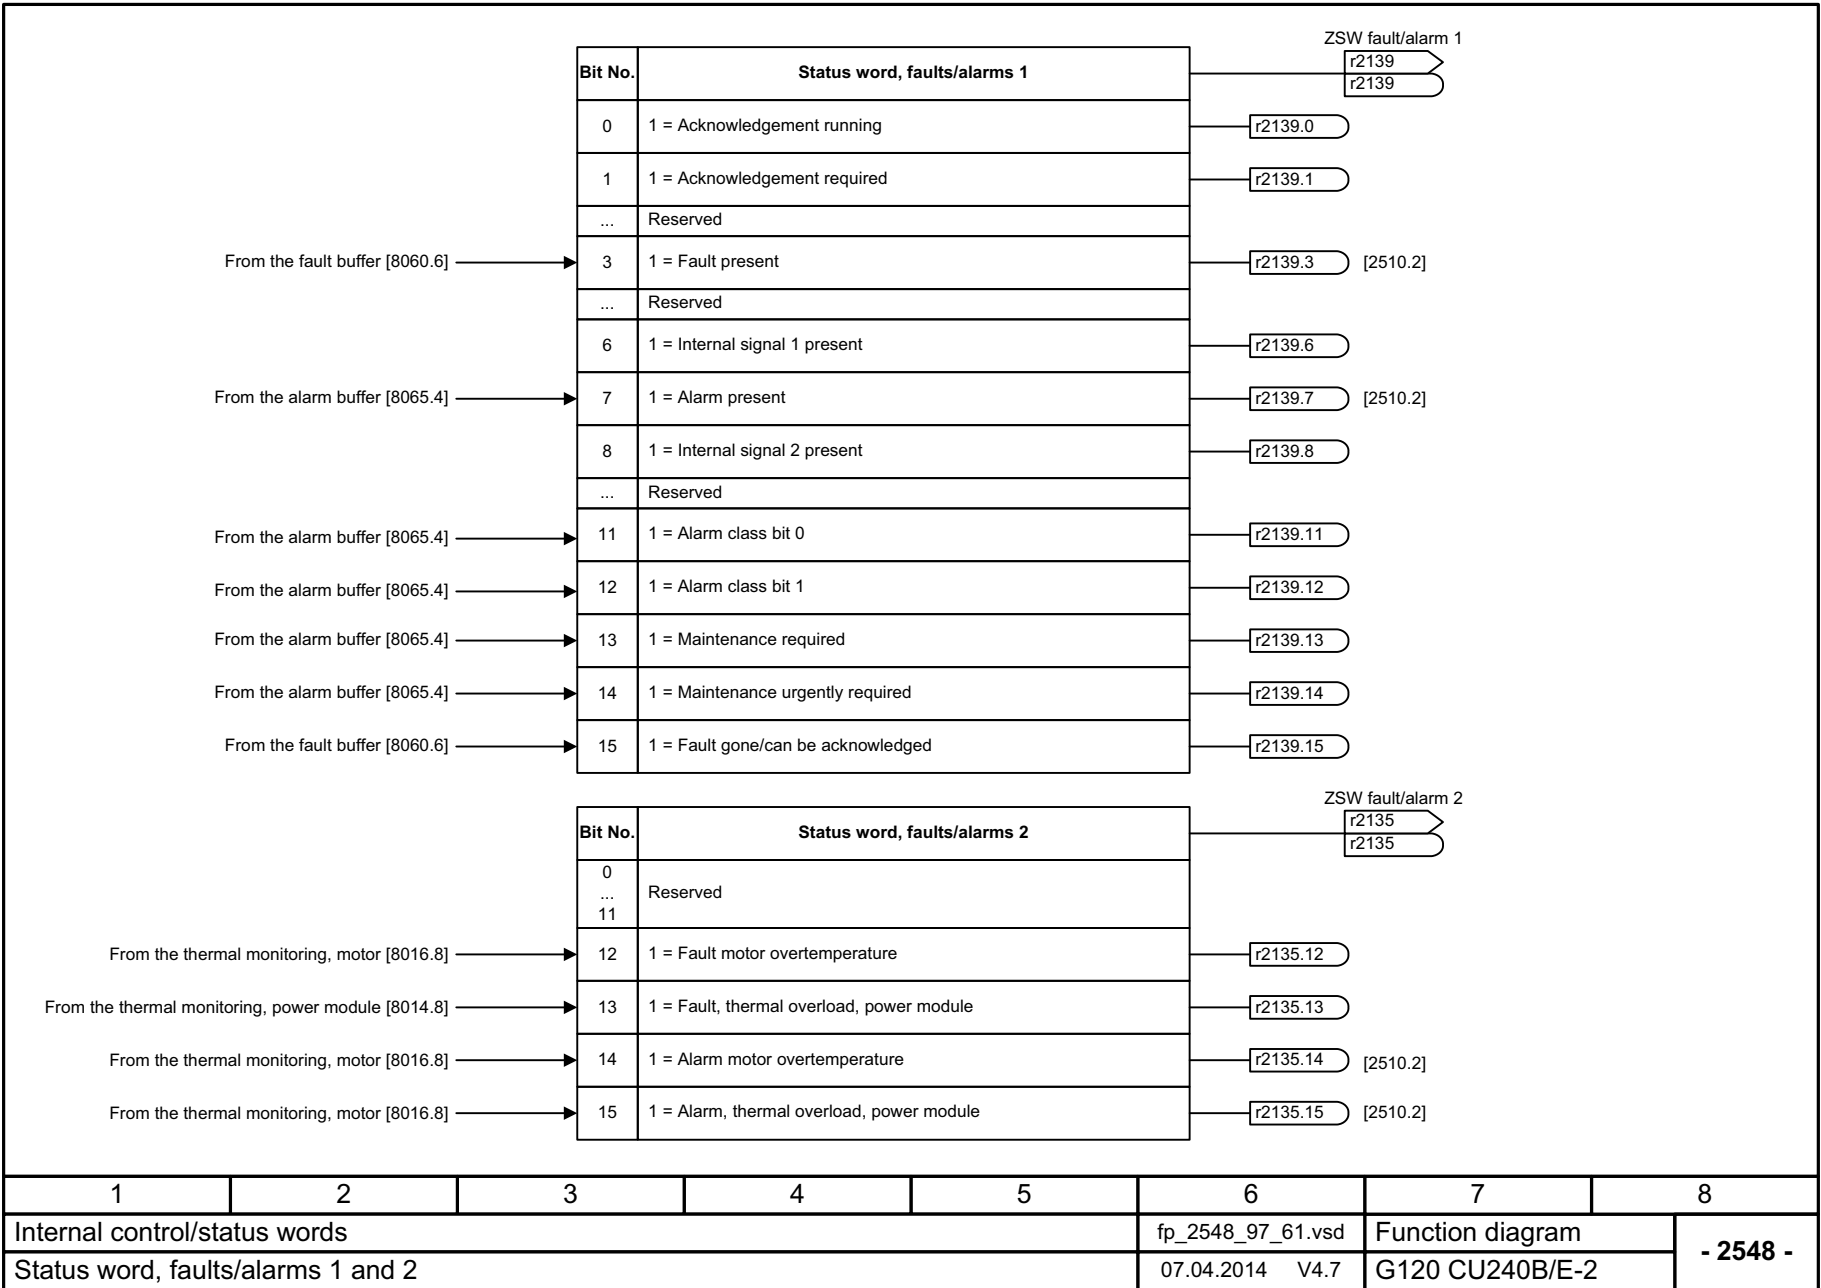 ZSW fault/alarm 1
Bit No. Status word, faults/alarms 1 r2139
r2139
0 1 = Acknowledgement running r2139.0
1 1 = Acknowledgement required r2139.1
... Reserved
From the fault buffer [8060.6] 3 1 = Fault present r2139.3 [2510.2]
... Reserved
6 1 = Internal signal 1 present r2139.6
From the alarm buffer [8065.4] 7 1 = Alarm present r2139.7 [2510.2]
8 1 = Internal signal 2 present r2139.8
... Reserved
From the alarm buffer [8065.4] 11 1 = Alarm class bit 0 r2139.11
From the alarm buffer [8065.4] 12 1 = Alarm class bit 1 r2139.12
From the alarm buffer [8065.4] 13 1 = Maintenance required r2139.13
From the alarm buffer [8065.4] 14 1 = Maintenance urgently required r2139.14
From the fault buffer [8060.6] 15 1 = Fault gone/can be acknowledged r2139.15
ZSW fault/alarm 2
Bit No. Status word, faults/alarms 2 r2135
r2135
0
... Reserved
11
From the thermal monitoring, motor [8016.8] 12 1 = Fault motor overtemperature r2135.12
From the thermal monitoring, power module [8014.8] 13 1 = Fault, thermal overload, power module r2135.13
From the thermal monitoring, motor [8016.8] 14 1 = Alarm motor overtemperature r2135.14 [2510.2]
From the thermal monitoring, motor [8016.8] 15 1 = Alarm, thermal overload, power module r2135.15 [2510.2]
1 2 3 4 5 6 7 8
Internal control/status words fp_2548_97_61.vsd Function diagram - 2548 -
Status word, faults/alarms 1 and 2 07.04.2014 V4.7 G120 CU240B/E-2